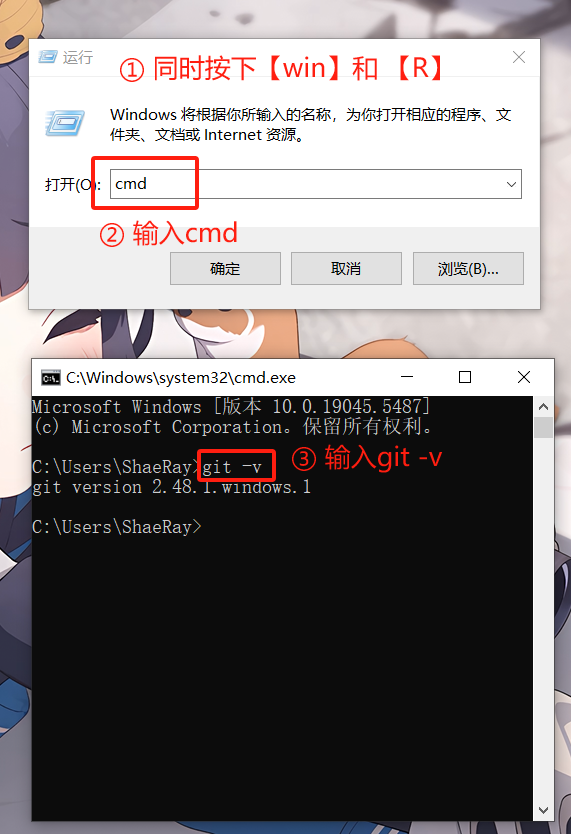 运行
① 同时按下【win】和 【R】
Windows 将根据你所输入的名称，为你打开相应的程序、文
件夹、文档或 Internet 资源。
打开(O):
cmd
② 输入cmd
确定
取消
浏览(B)...
C:\Windows\system32\cmd.exe
Microsoft Windows [版本 10.0.19045.5487]
(c) Microsoft Corporation。保留所有权利。
C:\Users\ShaeRay>git -v
③ 输入git -v
git version 2.48.1.windows.1
C:\Users\ShaeRay>